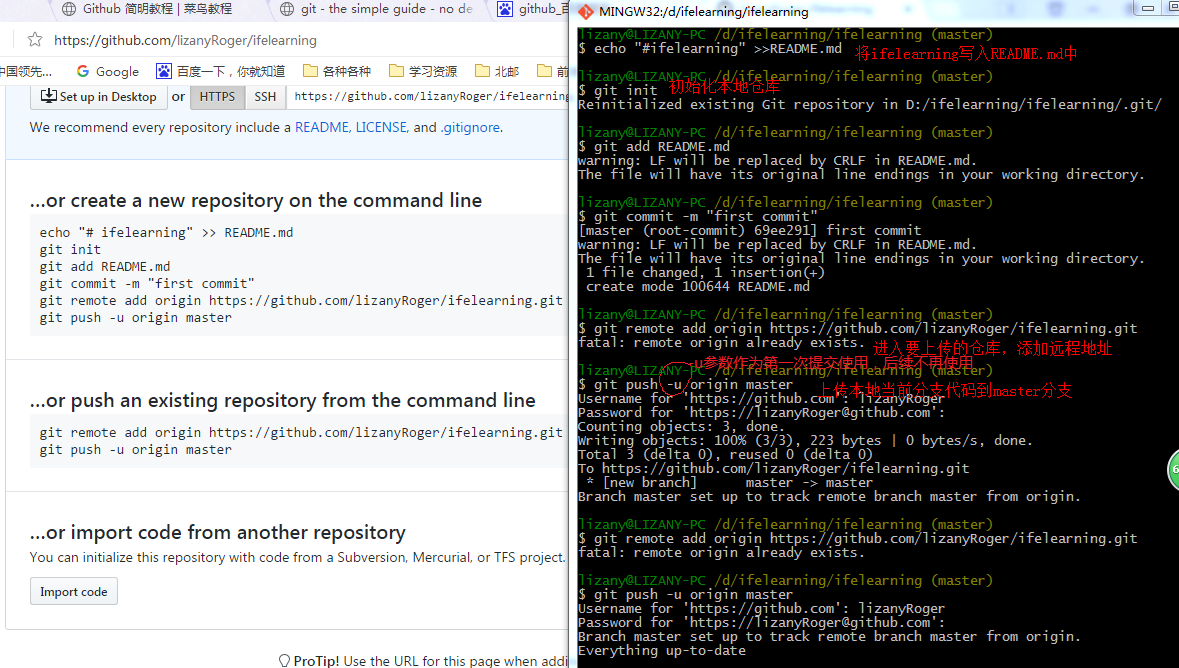 Github 简明教程 | 菜鸟教程
git - the simple guide - no de
github_百
https://github.com/lizanyRoger/ifelearning
中国领先...
Google
百度一下，你就知道
各种各种
学习资源
北邮
前
Set up in Desktop or HTTPS SSH https://github.com/lizanyRoger/ifelearning
We recommend every repository include a README, LICENSE, and .gitignore.
…or create a new repository on the command line
echo "# ifelearning" >> README.md
git init
git add README.md
git commit -m "first commit"
git remote add origin https://github.com/lizanyRoger/ifelearning.git
git push -u origin master
…or push an existing repository from the command line
git remote add origin https://github.com/lizanyRoger/ifelearning.git
git push -u origin master
…or import code from another repository
You can initialize this repository with code from a Subversion, Mercurial, or TFS project.
Import code
ProTip! Use the URL for this page when addi
MINGW32:/d/ifelearning/ifelearning
lizany@LIZANY-PC /d/ifelearning/ifelearning (master)
$ echo "#ifelearning" >>README.md
将ifelearning写入README.md中
lizany@LIZANY-PC /d/ifelearning/ifelearning (master)
$ git init
初始化本地仓库
Reinitialized existing Git repository in D:/ifelearning/ifelearning/.git/
lizany@LIZANY-PC /d/ifelearning/ifelearning (master)
$ git add README.md
warning: LF will be replaced by CRLF in README.md.
The file will have its original line endings in your working directory.
lizany@LIZANY-PC /d/ifelearning/ifelearning (master)
$ git commit -m "first commit"
[master (root-commit) 69ee291] first commit
warning: LF will be replaced by CRLF in README.md.
The file will have its original line endings in your working directory.
1 file changed, 1 insertion(+)
create mode 100644 README.md
lizany@LIZANY-PC /d/ifelearning/ifelearning (master)
$ git remote add origin https://github.com/lizanyRoger/ifelearning.git
fatal: remote origin already exists.
进入要上传的仓库，添加远程地址
-u参数作为第一次提交使用，后续不再使用
lizany@LIZANY-PC /d/ifelearning/ifelearning (master)
$ git push -u origin master
上传本地当前分支代码到master分支
Username for 'https://github.com': lizanyRoger
Password for 'https://lizanyRoger@github.com':
Counting objects: 3, done.
Writing objects: 100% (3/3), 223 bytes | 0 bytes/s, done.
Total 3 (delta 0), reused 0 (delta 0)
To https://github.com/lizanyRoger/ifelearning.git
* [new branch] master -> master
Branch master set up to track remote branch master from origin.
lizany@LIZANY-PC /d/ifelearning/ifelearning (master)
$ git remote add origin https://github.com/lizanyRoger/ifelearning.git
fatal: remote origin already exists.
lizany@LIZANY-PC /d/ifelearning/ifelearning (master)
$ git push -u origin master
Username for 'https://github.com': lizanyRoger
Password for 'https://lizanyRoger@github.com':
Branch master set up to track remote branch master from origin.
Everything up-to-date